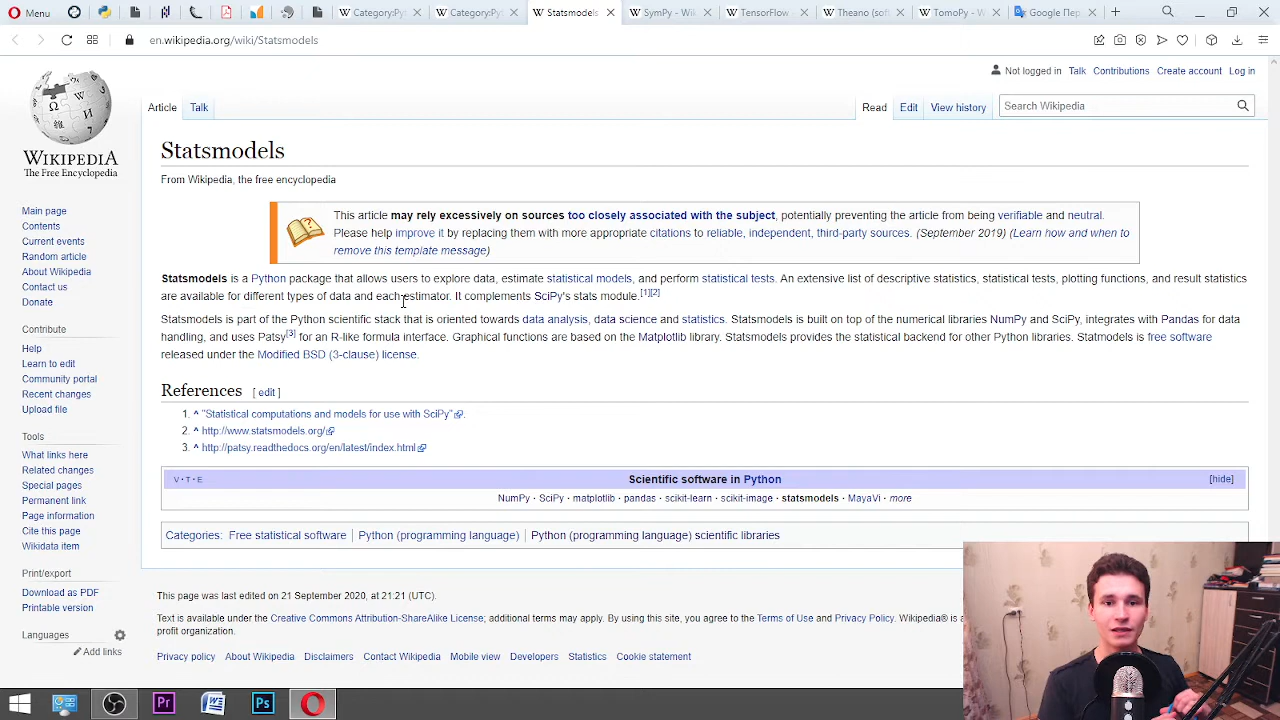 Menu
Category:Py
Category:Py
Statsmodels
SymPy - Wiki
TensorFlow
Theano (soft
TomoPy - W
Google Пер
en.wikipedia.org/wiki/Statsmodels
Not logged in Talk Contributions Create account Log in
Article Talk Read Edit View history Search Wikipedia
WIKIPEDIA
The Free Encyclopedia
Main page
Contents
Current events
Random article
About Wikipedia
Contact us
Donate
Contribute
Help
Learn to edit
Community portal
Recent changes
Upload file
Tools
What links here
Related changes
Special pages
Permanent link
Page information
Cite this page
Wikidata item
Print/export
Download as PDF
Printable version
Languages
Add links
Statsmodels
From Wikipedia, the free encyclopedia
This article may rely excessively on sources too closely associated with the subject, potentially preventing the article from being verifiable and neutral.
Please help improve it by replacing them with more appropriate citations to reliable, independent, third-party sources. (September 2019) (Learn how and when to
remove this template message)
Statsmodels is a Python package that allows users to explore data, estimate statistical models, and perform statistical tests. An extensive list of descriptive statistics, statistical tests, plotting functions, and result statistics
are available for different types of data and each estimator. It complements SciPy's stats module.[1][2]
Statsmodels is part of the Python scientific stack that is oriented towards data analysis, data science and statistics. Statsmodels is built on top of the numerical libraries NumPy and SciPy, integrates with Pandas for data
handling, and uses Patsy[3] for an R-like formula interface. Graphical functions are based on the Matplotlib library. Statsmodels provides the statistical backend for other Python libraries. Statmodels is free software
released under the Modified BSD (3-clause) license.
References [ edit ]
1. ^ "Statistical computations and models for use with SciPy".
2. ^ http://www.statsmodels.org/
3. ^ http://patsy.readthedocs.org/en/latest/index.html
V · T · E Scientific software in Python [hide]
NumPy · SciPy · matplotlib · pandas · scikit-learn · scikit-image · statsmodels · MayaVi · more
Categories: Free statistical software | Python (programming language) | Python (programming language) scientific libraries
This page was last edited on 21 September 2020, at 21:21 (UTC).
Text is available under the Creative Commons Attribution-ShareAlike License; additional terms may apply. By using this site, you agree to the Terms of Use and Privacy Policy. Wikipedia® is a
profit organization.
Privacy policy About Wikipedia Disclaimers Contact Wikipedia Mobile view Developers Statistics Cookie statement
Pr
W
Ps